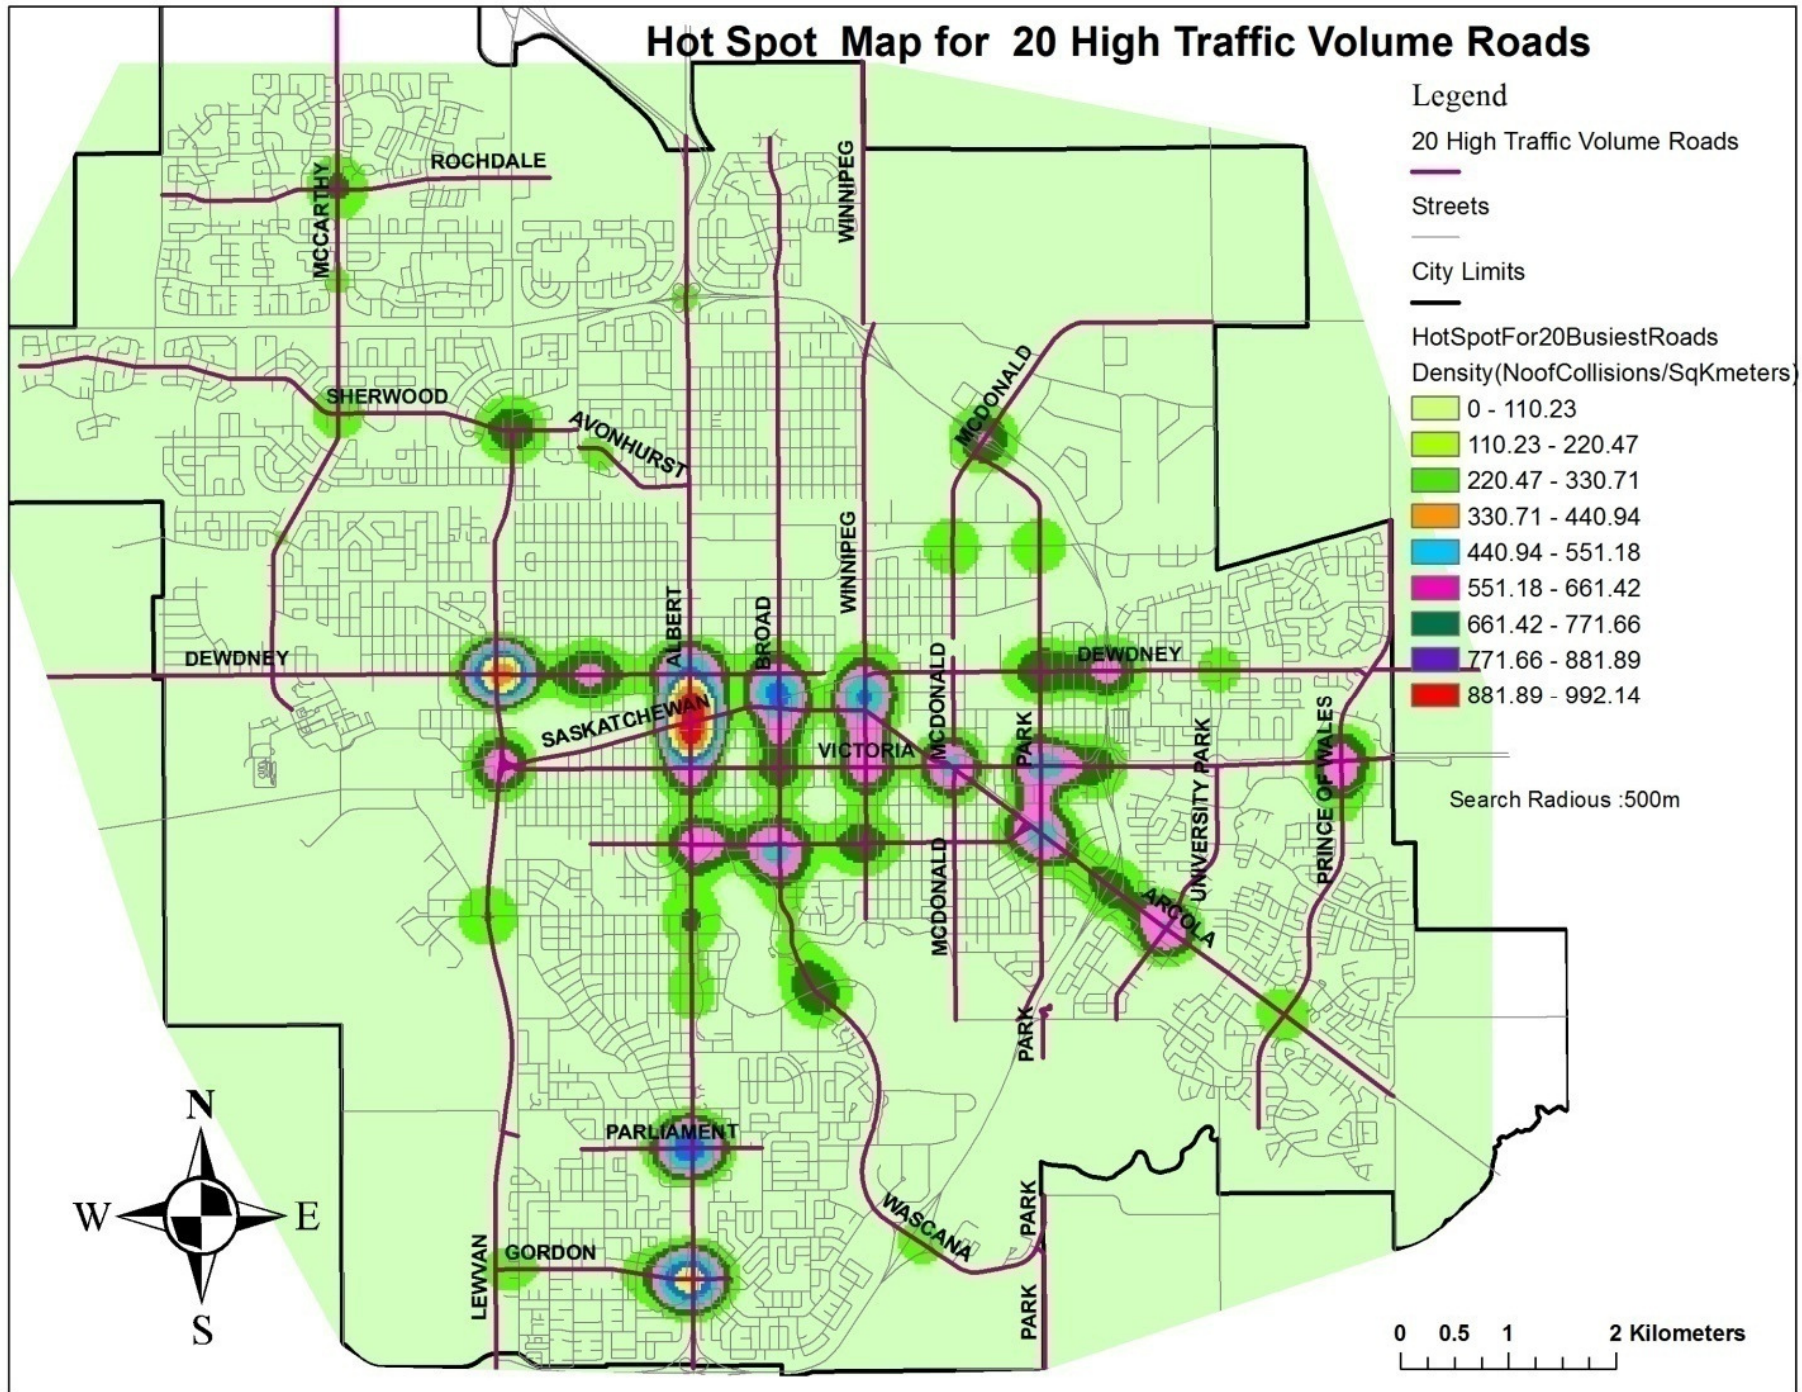 Hot Spot Map for 20 High Traffic Volume Roads
Legend
20 High Traffic Volume Roads
Streets
City Limits
HotSpotFor20BusiestRoads
Density(NoofCollisions/SqKmeters)
0 - 110.23
110.23 - 220.47
220.47 - 330.71
330.71 - 440.94
440.94 - 551.18
551.18 - 661.42
661.42 - 771.66
771.66 - 881.89
881.89 - 992.14
Search Radious :500m
ROCHDALE
MCCARTHY
WINNIPEG
SHERWOOD
AVONHURST
MCDONALD
WINNIPEG
ALBERT
BROAD
DEWDNEY
MCDONALD
DEWDNEY
SASKATCHEWAN
VICTORIA
PARK
UNIVERSITY PARK
PRINCE OF WALES
MCDONALD
ARCOLA
PARK
PARLIAMENT
WASCANA
PARK
LEWVAN
GORDON
PARK
N
W
E
S
0 0.5 1 2 Kilometers